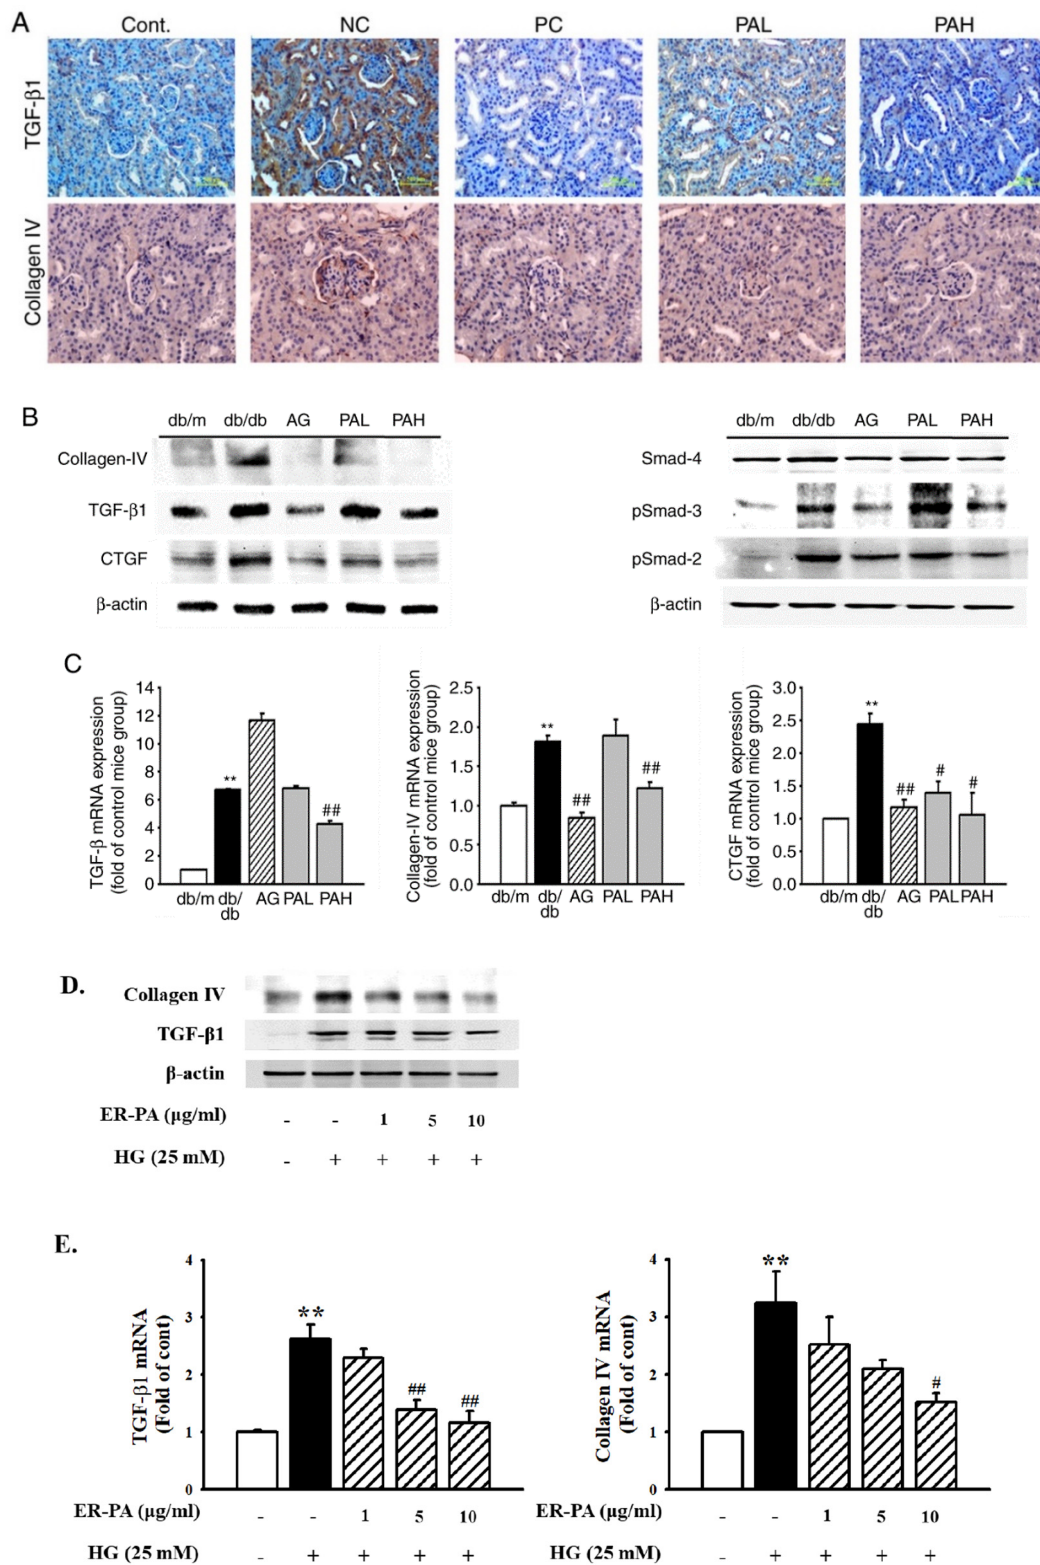 A
Cont. NC PC PAL PAH
TGF-β1
Collagen IV
B
db/m db/db AG PAL PAH
Collagen-IV
TGF-β1
CTGF
β-actin
db/m db/db AG PAL PAH
Smad-4
pSmad-3
pSmad-2
β-actin
C
TGF-β mRNA expression
(fold of control mice group)
14
12
10
8
6
4
2
0
**
##
db/m db/db AG PAL PAH
Collagen-IV mRNA expression
(fold of control mice group)
2.5
2.0
1.5
1.0
0.5
0.0
**
##
##
db/m db/db AG PAL PAH
CTGF mRNA expression
(fold of control mice group)
3.0
2.5
2.0
1.5
1.0
0.5
0.0
**
##
#
#
db/m db/db AG PAL PAH
D.
Collagen IV
TGF-β1
β-actin
ER-PA (µg/ml) - - 1 5 10
HG (25 mM) - + + + +
E.
TGF-β1 mRNA
(Fold of cont)
4
3
2
1
0
**
##
##
ER-PA (µg/ml) - - 1 5 10
HG (25 mM) - + + + +
Collagen IV mRNA
(Fold of cont)
4
3
2
1
0
**
#
ER-PA (µg/ml) - - 1 5 10
HG (25 mM) - + + + +